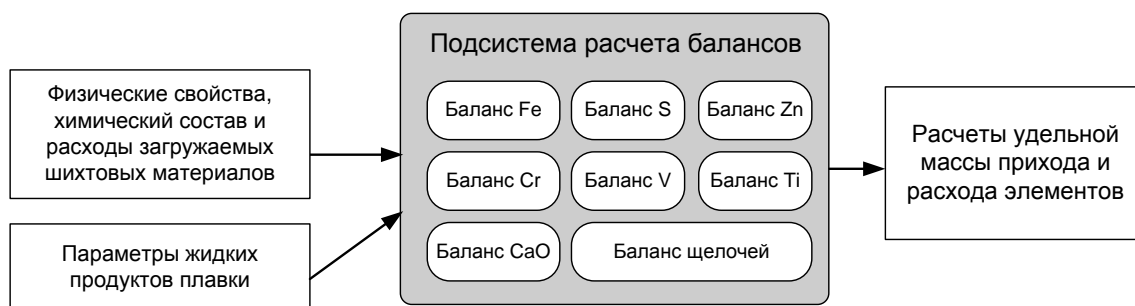 Физические свойства,
химический состав и
расходы загружаемых
шихтовых материалов
Параметры жидких
продуктов плавки
Подсистема расчета балансов
Баланс Fe
Баланс S
Баланс Zn
Баланс Cr
Баланс V
Баланс Ti
Баланс CaO
Баланс щелочей
Расчеты удельной
массы прихода и
расхода элементов